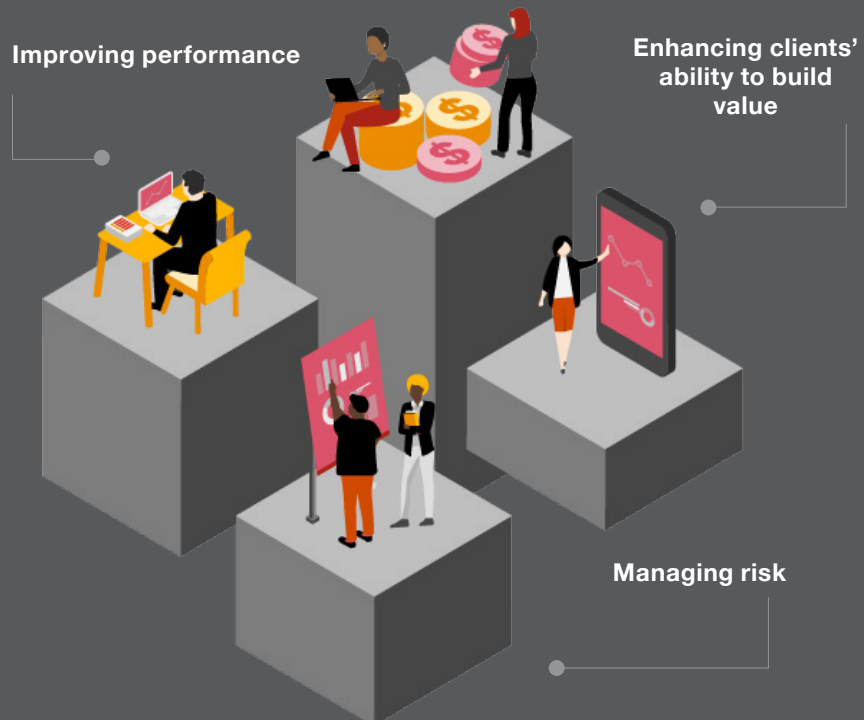 Improving performance
Enhancing clients’
ability to build
value
$
$
$
$
Managing risk